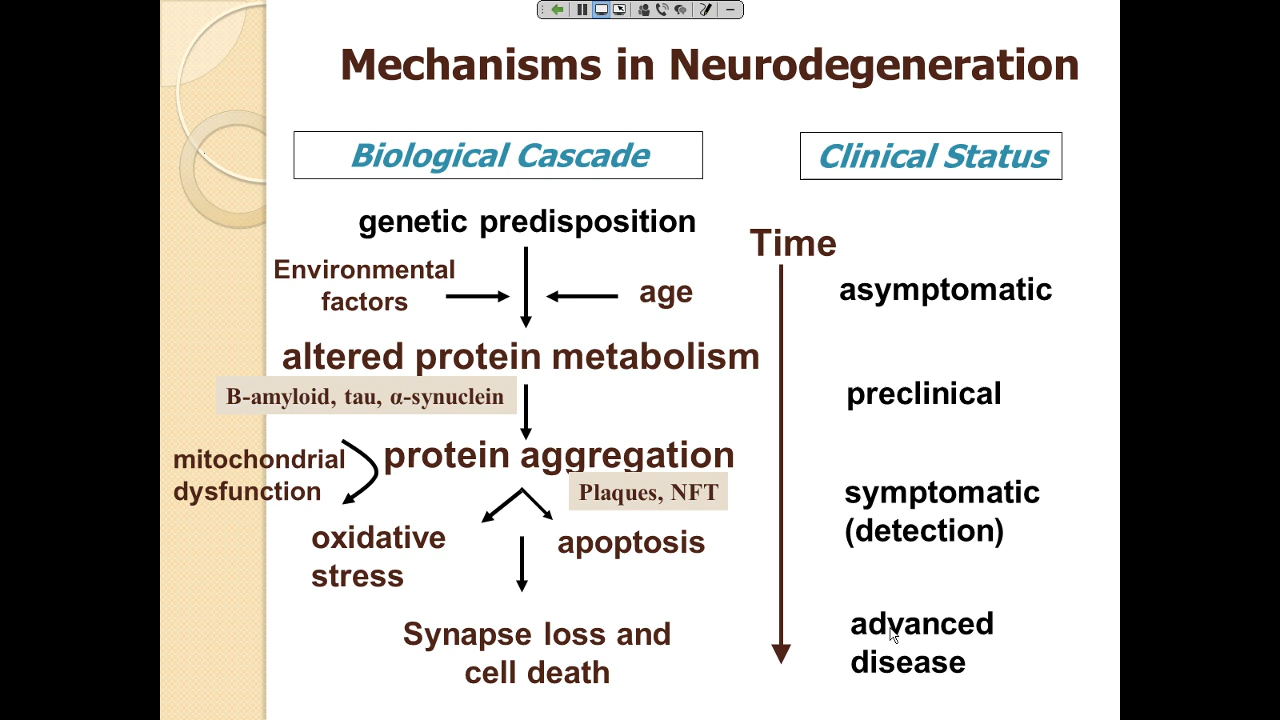 Mechanisms in Neurodegeneration
Biological Cascade
Clinical Status
genetic predisposition
Time
Environmental
factors
age
asymptomatic
altered protein metabolism
B-amyloid, tau, α-synuclein
preclinical
mitochondrial
dysfunction
protein aggregation
Plaques, NFT
symptomatic
(detection)
oxidative
stress
apoptosis
Synapse loss and
cell death
advanced
disease